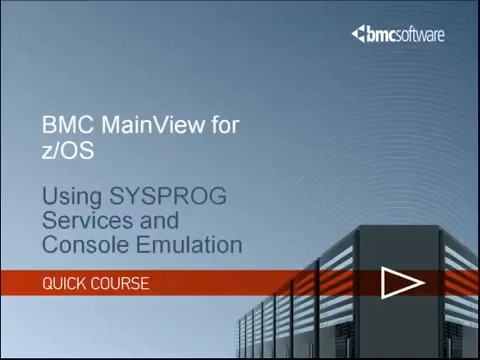 bmcsoftware
BMC MainView for
z/OS
Using SYSPROG
Services and
Console Emulation
QUICK COURSE